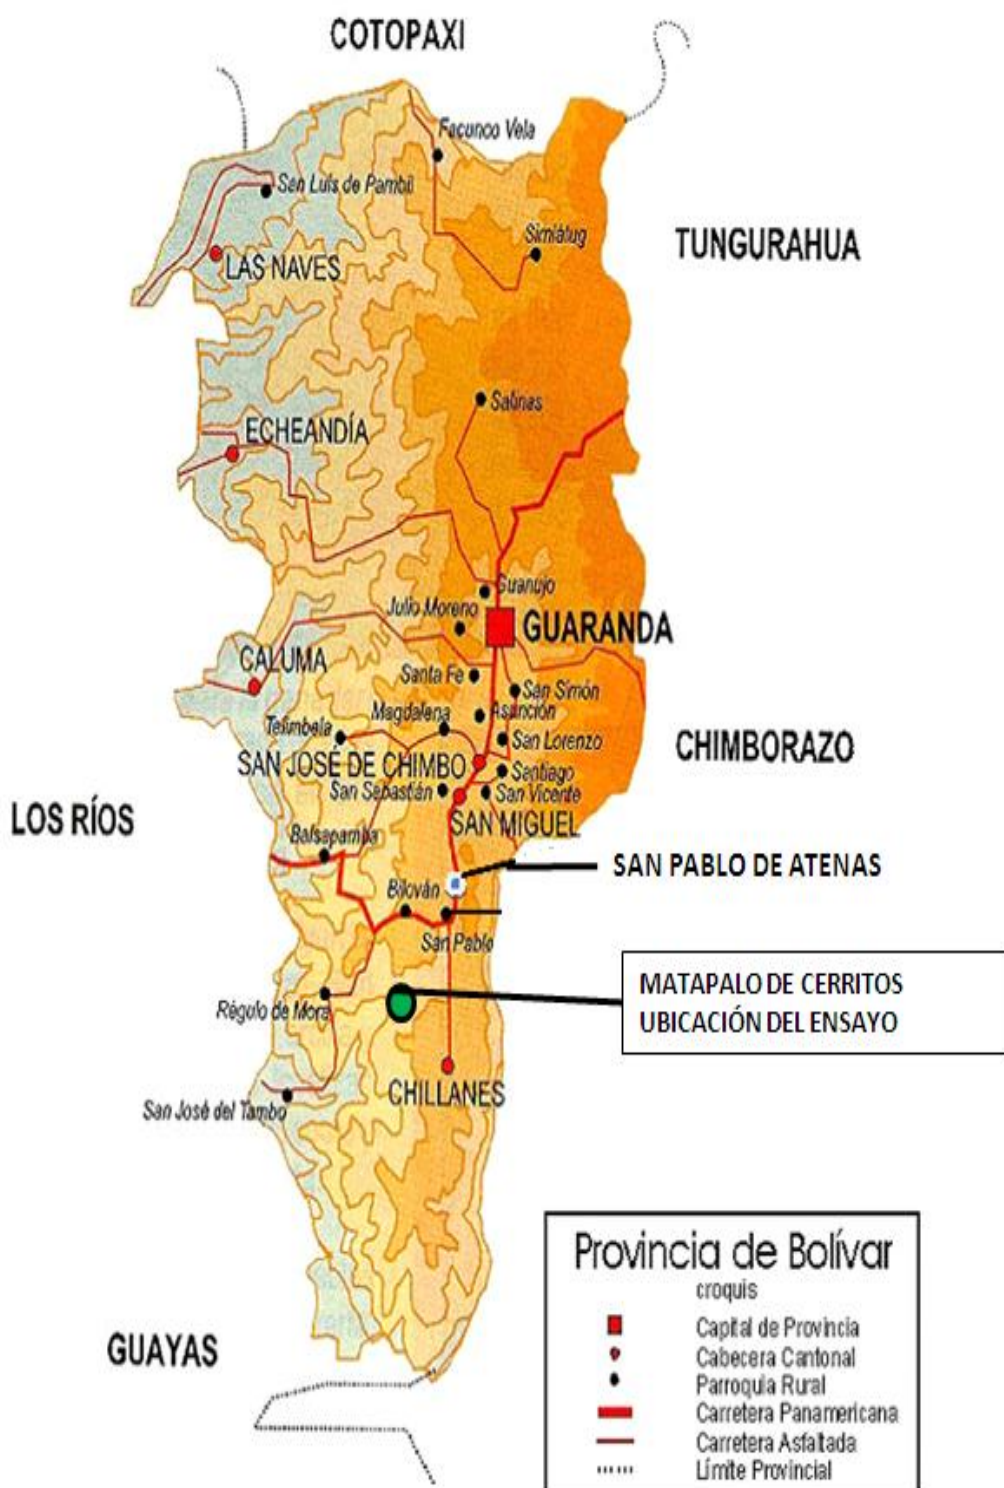 COTOPAXI
Facunco Vela
San Luis de Pambil
Simiátug
TUNGURAHUA
LAS NAVES
Salinas
ECHEANDÍA
Guanujo
Julio Moreno
GUARANDA
CALUMA
Santa Fe
San Simón
Magdalena
Asunción
Telimbela
San Lorenzo
CHIMBORAZO
SAN JOSÉ DE CHIMBO
Santiago
San Sebastián
San Vicente
LOS RÍOS
SAN MIGUEL
Balsapamba
SAN PABLO DE ATENAS
Bilován
San Pablo
MATAPALO DE CERRITOS
UBICACIÓN DEL ENSAYO
Régulo de Mora
CHILLANES
San José del Tambo
GUAYAS
Provincia de Bolívar
croquis
Capital de Provincia
Cabecera Cantonal
Parroquia Rural
Carretera Panamericana
Carretera Asfaltada
Límite Provincial